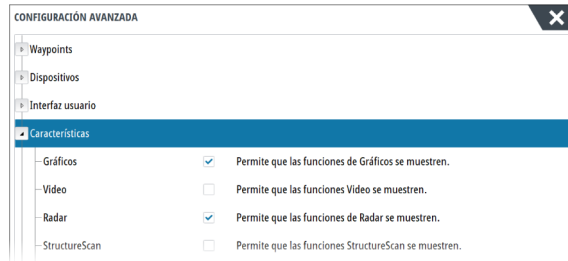 CONFIGURACIÓN AVANZADA
Waypoints
Dispositivos
Interfaz usuario
Características
Gráficos Permite que las funciones de Gráficos se muestren.
Video Permite que las funciones Video se muestren.
Radar Permite que las funciones de Radar se muestren.
StructureScan Permite que las funciones StructureScan se muestren.